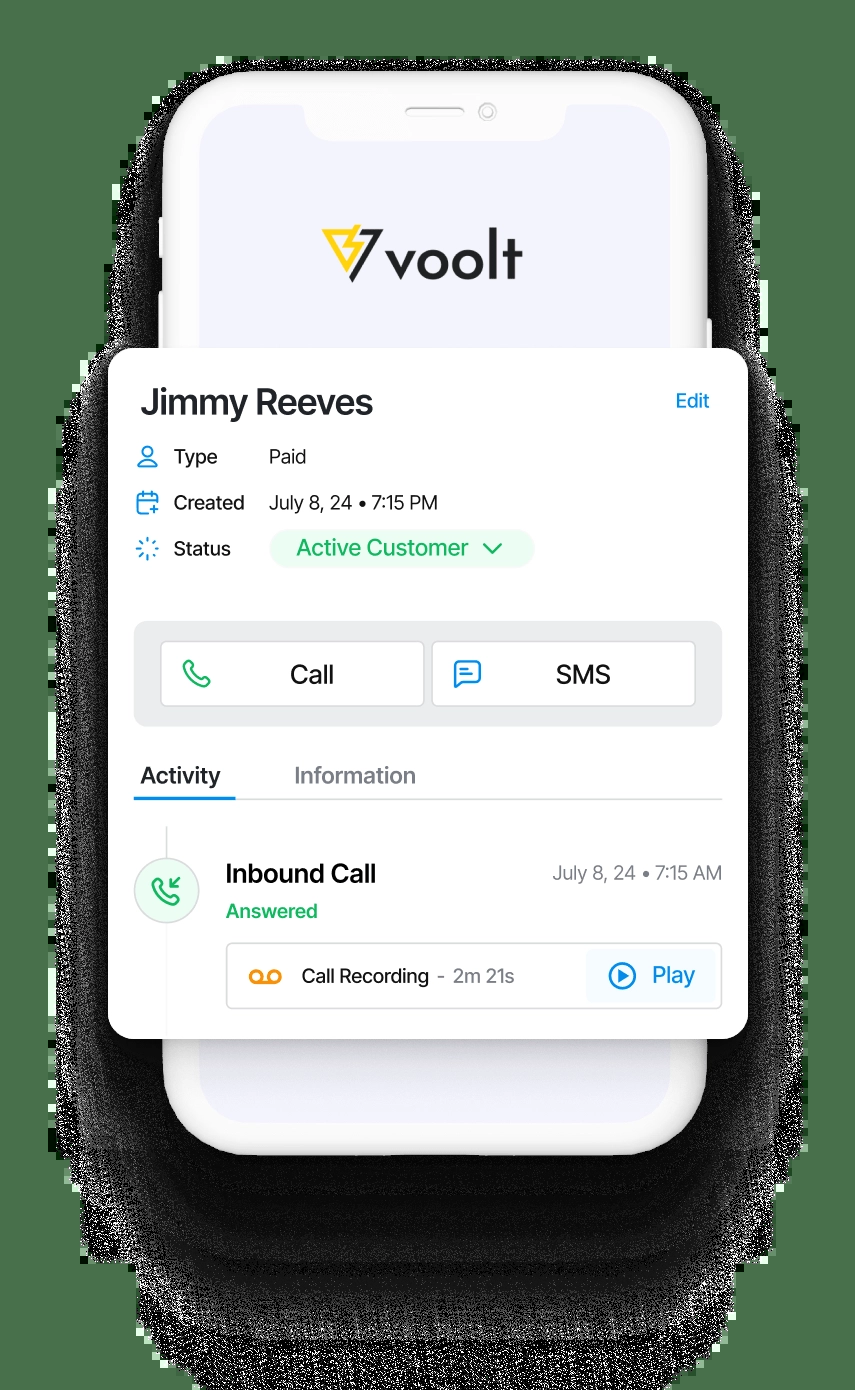 voolt
Jimmy Reeves Edit
Type Paid
Created July 8, 24 • 7:15 PM
Status Active Customer
Call SMS
Activity Information
Inbound Call July 8, 24 • 7:15 AM
Answered
Call Recording - 2m 21s Play